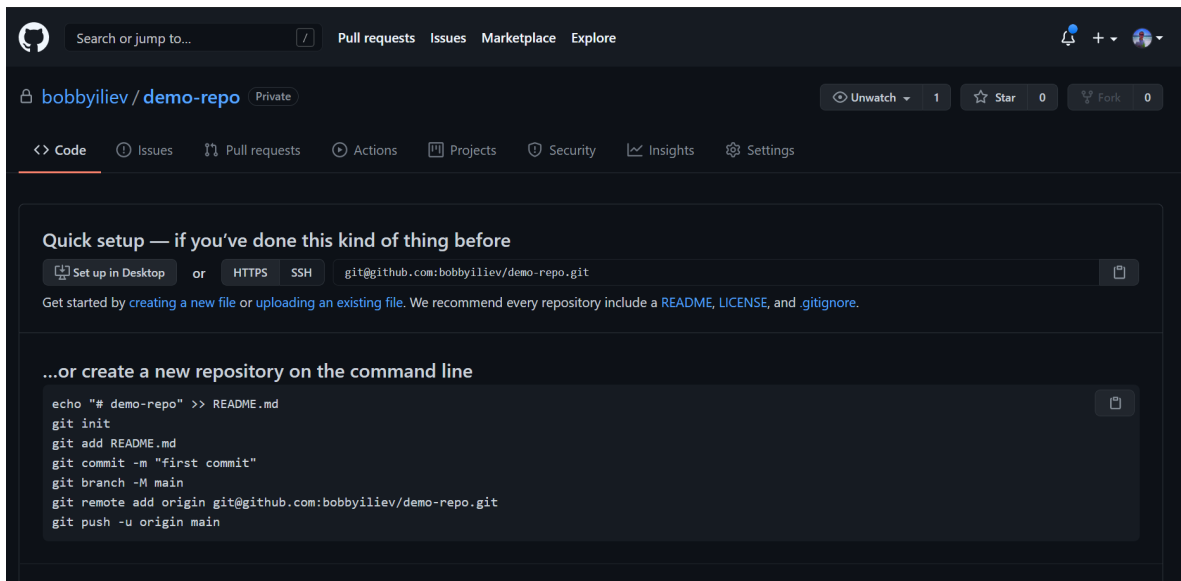 Search or jump to... / Pull requests Issues Marketplace Explore
bobbyiliev / demo-repo Private Unwatch 1 Star 0 Fork 0
<> Code Issues Pull requests Actions Projects Security Insights Settings
Quick setup — if you've done this kind of thing before
Set up in Desktop or HTTPS SSH git@github.com:bobbyiliev/demo-repo.git
Get started by creating a new file or uploading an existing file. We recommend every repository include a README, LICENSE, and .gitignore.
...or create a new repository on the command line
echo "# demo-repo" >> README.md
git init
git add README.md
git commit -m "first commit"
git branch -M main
git remote add origin git@github.com:bobbyiliev/demo-repo.git
git push -u origin main